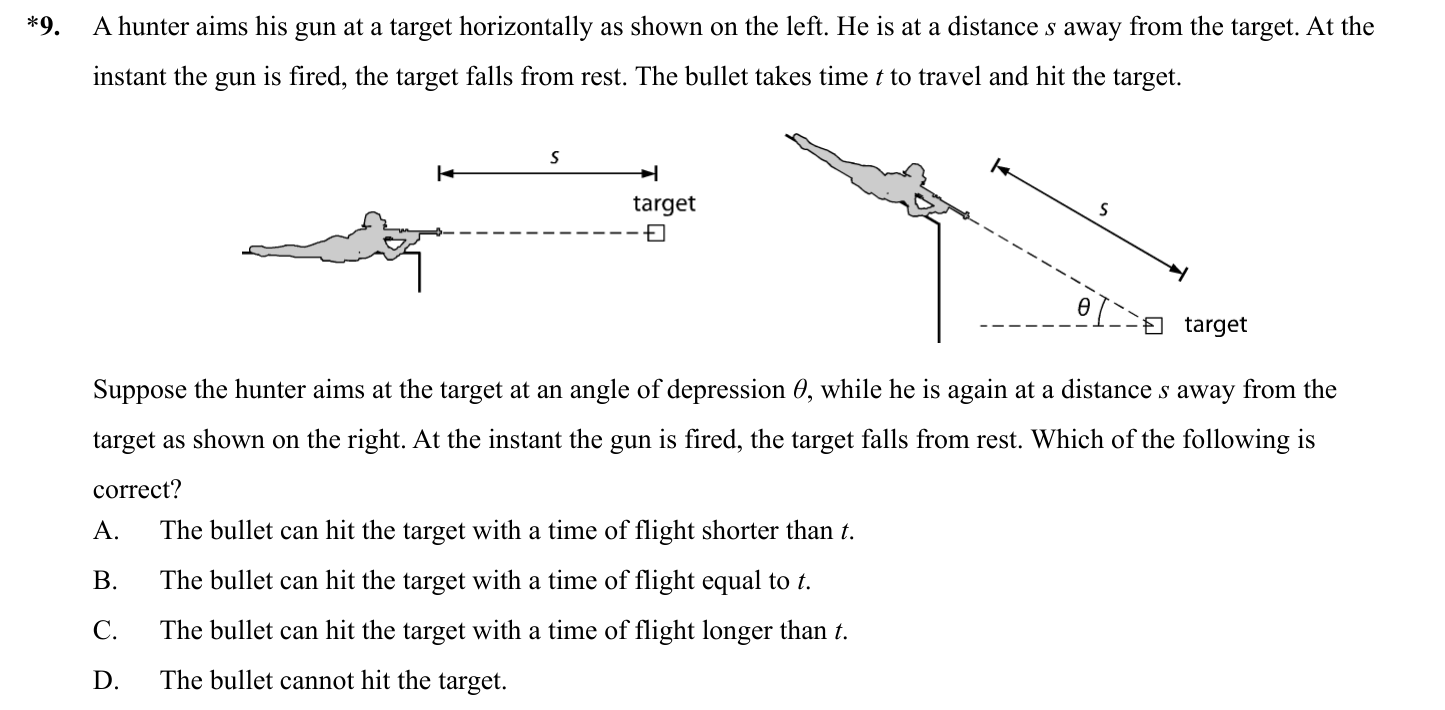 *9. A hunter aims his gun at a target horizontally as shown on the left. He is at a distance s away from the target. At the
instant the gun is fired, the target falls from rest. The bullet takes time t to travel and hit the target.
s
target
s
θ
target
Suppose the hunter aims at the target at an angle of depression θ, while he is again at a distance s away from the
target as shown on the right. At the instant the gun is fired, the target falls from rest. Which of the following is
correct?
A. The bullet can hit the target with a time of flight shorter than t.
B. The bullet can hit the target with a time of flight equal to t.
C. The bullet can hit the target with a time of flight longer than t.
D. The bullet cannot hit the target.